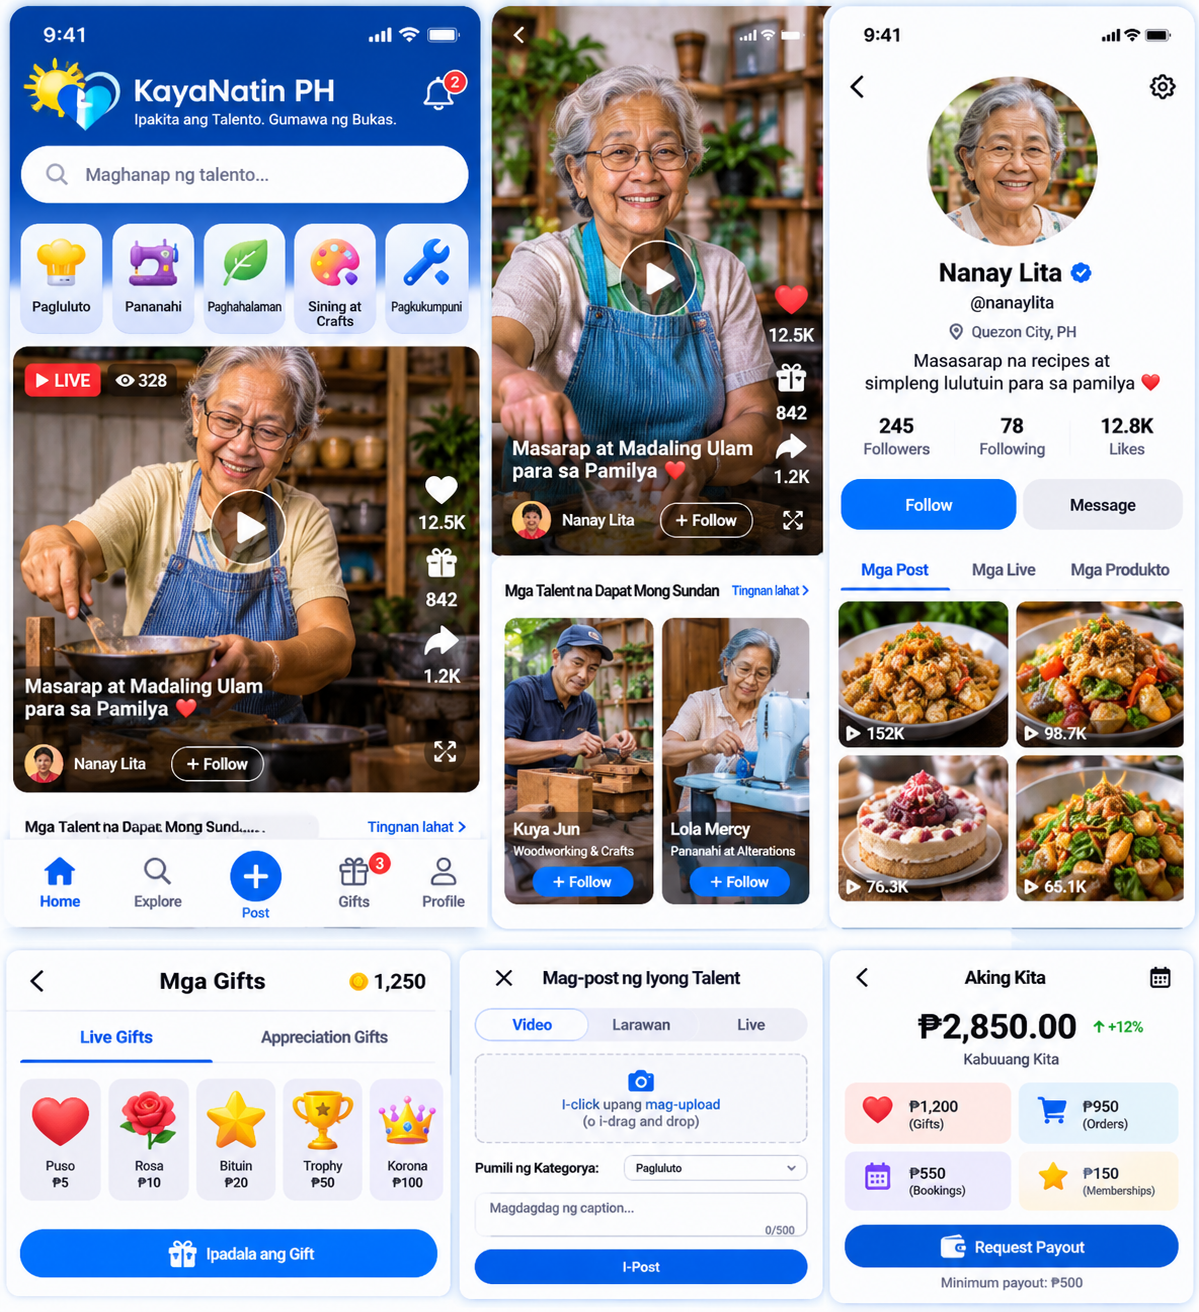 9:41
KayaNatin PH
Ipakita ang Talento. Gumawa ng Bukas.
2
Maghanap ng talento...
Pagluluto
Pananahi
Paghahalaman
Sining at
Crafts
Pagkukumpuni
LIVE
328
12.5K
842
1.2K
Masarap at Madaling Ulam
para sa Pamilya ❤️
Nanay Lita
+ Follow
Mga Talent na Dapat Mong Sund......
Tingnan lahat >
Home
Explore
Post
3
Gifts
Profile
12.5K
842
1.2K
Masarap at Madaling Ulam
para sa Pamilya ❤️
Nanay Lita
+ Follow
Mga Talent na Dapat Mong Sundan
Tingnan lahat >
Kuya Jun
Woodworking & Crafts
+ Follow
Lola Mercy
Pananahi at Alterations
+ Follow
9:41
Nanay Lita
@nanaylita
Quezon City, PH
Masasarap na recipes at
simpleng lulutuin para sa pamilya ❤️
245
Followers
78
Following
12.8K
Likes
Follow
Message
Mga Post
Mga Live
Mga Produkto
152K
98.7K
76.3K
65.1K
Mga Gifts
1,250
Live Gifts
Appreciation Gifts
Puso
₱5
Rosa
₱10
Bituin
₱20
Trophy
₱50
Korona
₱100
Ipadala ang Gift
Mag-post ng Iyong Talent
Video
Larawan
Live
I-click upang mag-upload
(o i-drag and drop)
Pumili ng Kategorya:
Pagluluto
Magdagdag ng caption...
0/500
I-Post
Aking Kita
₱2,850.00
↑ +12%
Kabuuang Kita
₱1,200
(Gifts)
₱950
(Orders)
₱550
(Bookings)
₱150
(Memberships)
Request Payout
Minimum payout: ₱500